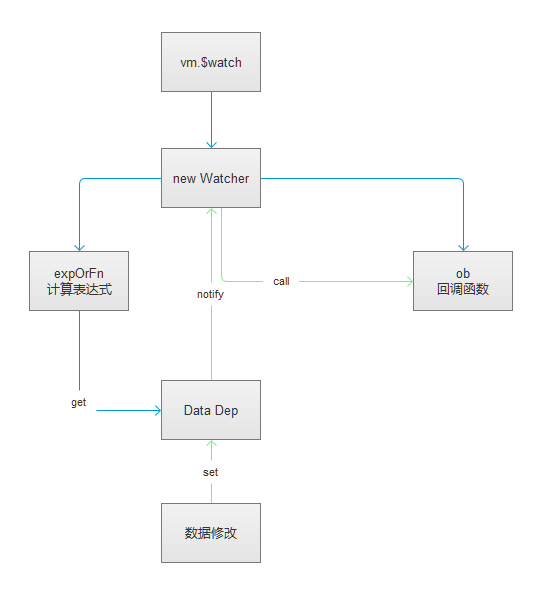 vm.$watch
new Watcher
expOrFn
计算表达式
call
ob
回调函数
notify
get
Data Dep
set
数据修改